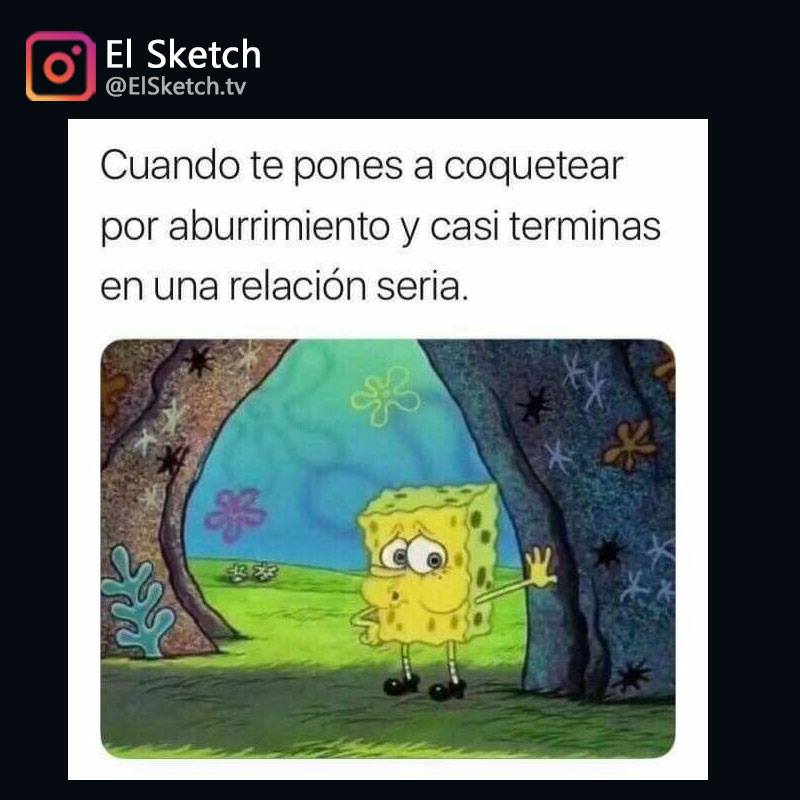 El Sketch
@ElSketch.tv
Cuando te pones a coquetear
por aburrimiento y casi terminas
en una relación seria.